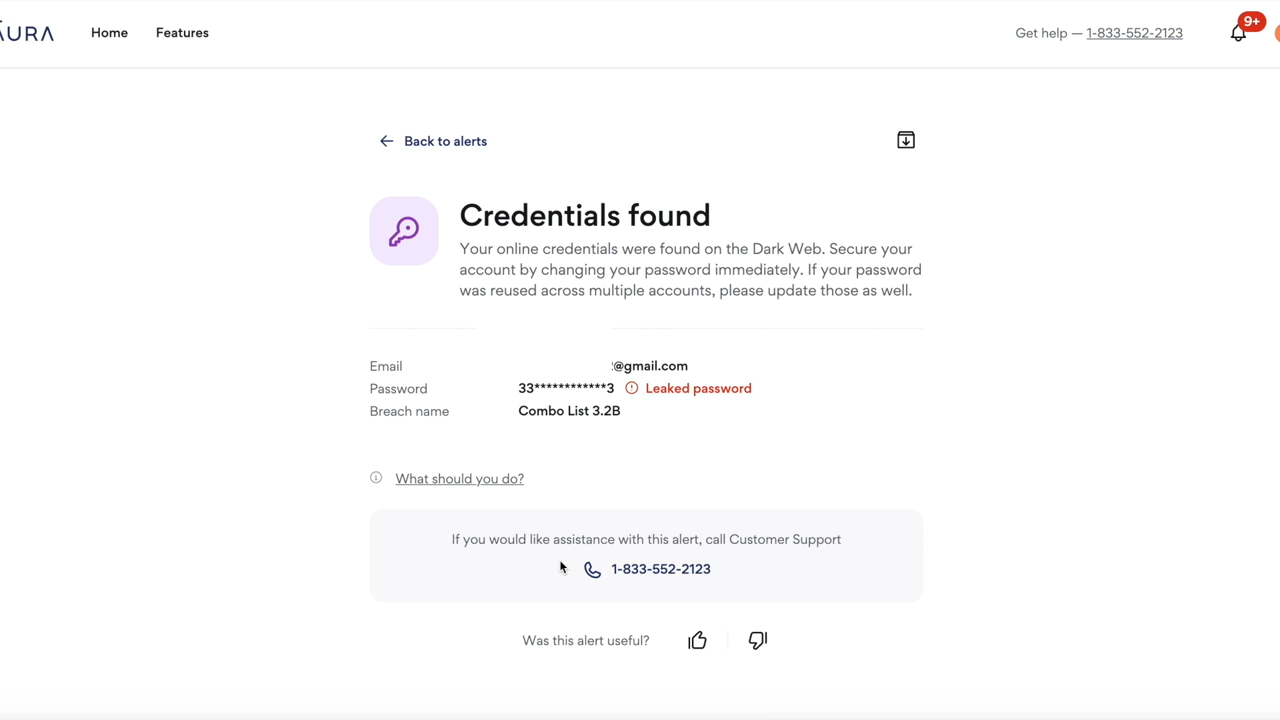 AURA
Home
Features
Get help — 1-833-552-2123
9+
Back to alerts
Credentials found
Your online credentials were found on the Dark Web. Secure your
account by changing your password immediately. If your password
was reused across multiple accounts, please update those as well.
Email @gmail.com
Password 33************3 Leaked password
Breach name Combo List 3.2B
What should you do?
If you would like assistance with this alert, call Customer Support
1-833-552-2123
Was this alert useful?